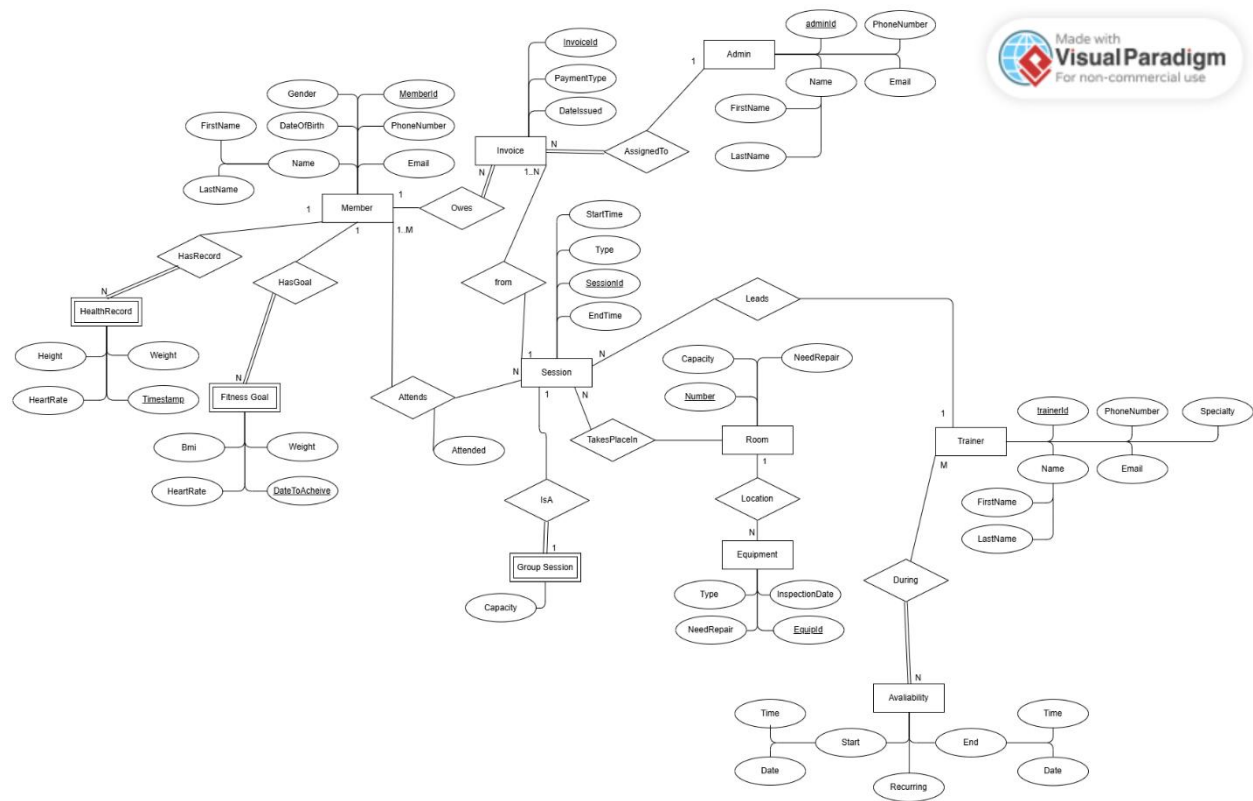 Made with
Visual Paradigm
For non-commercial use
adminId
PhoneNumber
Admin
1
Name
Email
FirstName
LastName
InvoiceId
PaymentType
DateIssued
Invoice
N
AssignedTo
N
1..N
Gender
MemberId
FirstName
DateOfBirth
PhoneNumber
Name
Email
LastName
1
Member
1
Owes
1
1..M
HasRecord
HasGoal
from
N
HealthRecord
Height
Weight
HeartRate
Timestamp
N
Fitness Goal
Bmi
Weight
HeartRate
DateToAcheive
StartTime
Type
SessionId
EndTime
Leads
1
N
Session
N
1
N
Attends
Attended
TakesPlaceIn
Capacity
NeedRepair
Number
Room
1
Location
N
Equipment
Type
InspectionDate
NeedRepair
EquipId
IsA
1
Group Session
Capacity
1
Trainer
M
trainerId
PhoneNumber
Specialty
Name
Email
FirstName
LastName
During
N
Avaliability
Time
Time
Start
End
Date
Date
Recurring